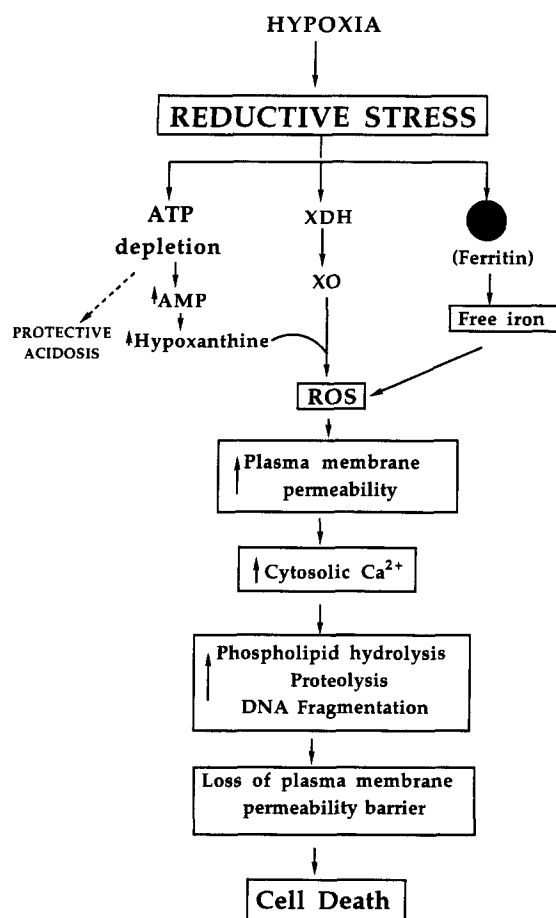 HYPOXIA
REDUCTIVE STRESS
ATP
depletion
↑AMP
↑Hypoxanthine
PROTECTIVE
ACIDOSIS
XDH
XO
(Ferritin)
Free iron
ROS
↑Plasma membrane
permeability
↑Cytosolic Ca²⁺
↑Phospholipid hydrolysis
Proteolysis
DNA Fragmentation
Loss of plasma membrane
permeability barrier
Cell Death